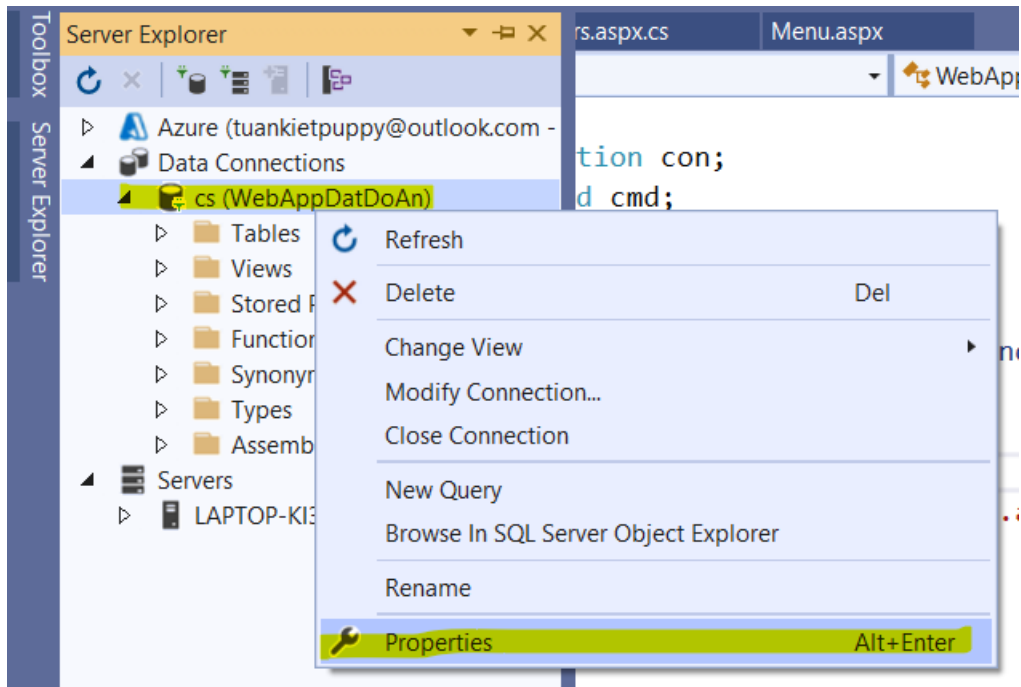 Toolbox
Server Explorer
Server Explorer
rs.aspx.cs
Menu.aspx
WebApp
Azure (tuankietpuppy@outlook.com -
Data Connections
cs (WebAppDatDoAn)
Tables
Views
Stored P
Function
Synonyr
Types
Assemb
Servers
LAPTOP-KI3
tion con;
d cmd;
Refresh
Delete Del
Change View
Modify Connection...
Close Connection
New Query
Browse In SQL Server Object Explorer
Rename
Properties Alt+Enter